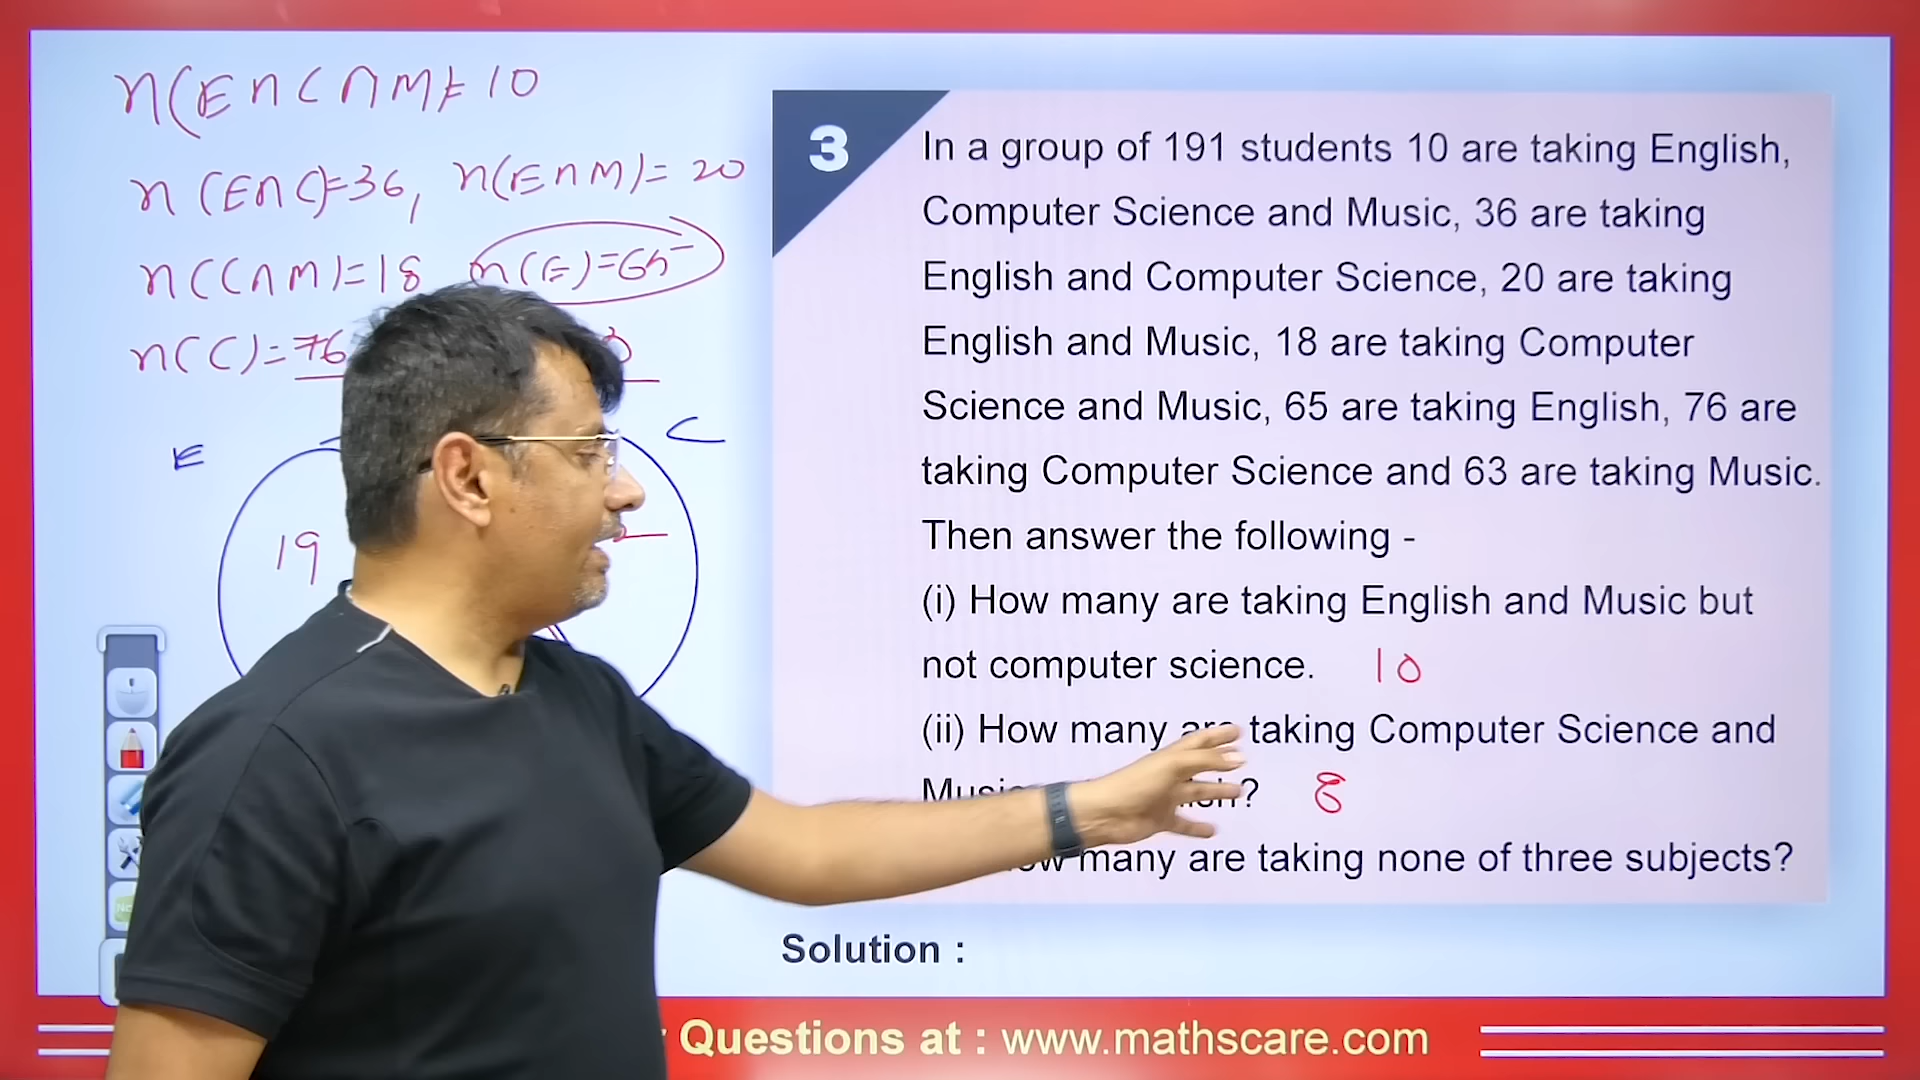 n(E∩C∩M)=10
n(E∩C)=36, n(E∩M)=20
n(C∩M)=18 n(E)=65
n(C)=76
E
C
19
2
3
In a group of 191 students 10 are taking English,
Computer Science and Music, 36 are taking
English and Computer Science, 20 are taking
English and Music, 18 are taking Computer
Science and Music, 65 are taking English, 76 are
taking Computer Science and 63 are taking Music.
Then answer the following -
(i) How many are taking English and Music but
not computer science. 10
(ii) How many are taking Computer Science and
Music ? 8
many are taking none of three subjects?
Solution :
Questions at : www.mathscare.com